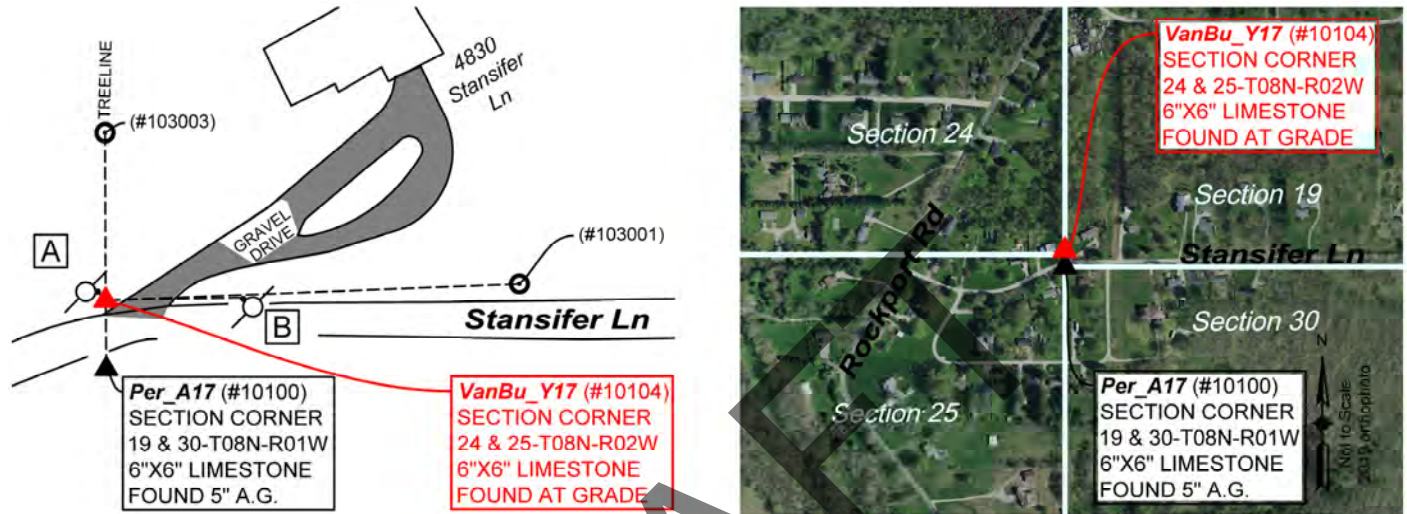 TREELINE
(#103003)
4830
Stansifer
Ln
GRAVEL
DRIVE
A
(#103001)
B
Stansifer Ln
Per_A17 (#10100)
SECTION CORNER
19 & 30-T08N-R01W
6"X6" LIMESTONE
FOUND 5" A.G.
VanBu_Y17 (#10104)
SECTION CORNER
24 & 25-T08N-R02W
6"X6" LIMESTONE
FOUND AT GRADE
VanBu_Y17 (#10104)
SECTION CORNER
24 & 25-T08N-R02W
6"X6" LIMESTONE
FOUND AT GRADE
Section 24
Section 19
Stansifer Ln
Rockport Rd
Section 30
Section 25
Per_A17 (#10100)
SECTION CORNER
19 & 30-T08N-R01W
6"X6" LIMESTONE
FOUND 5" A.G.
N
Not to Scale
2019 orthophoto